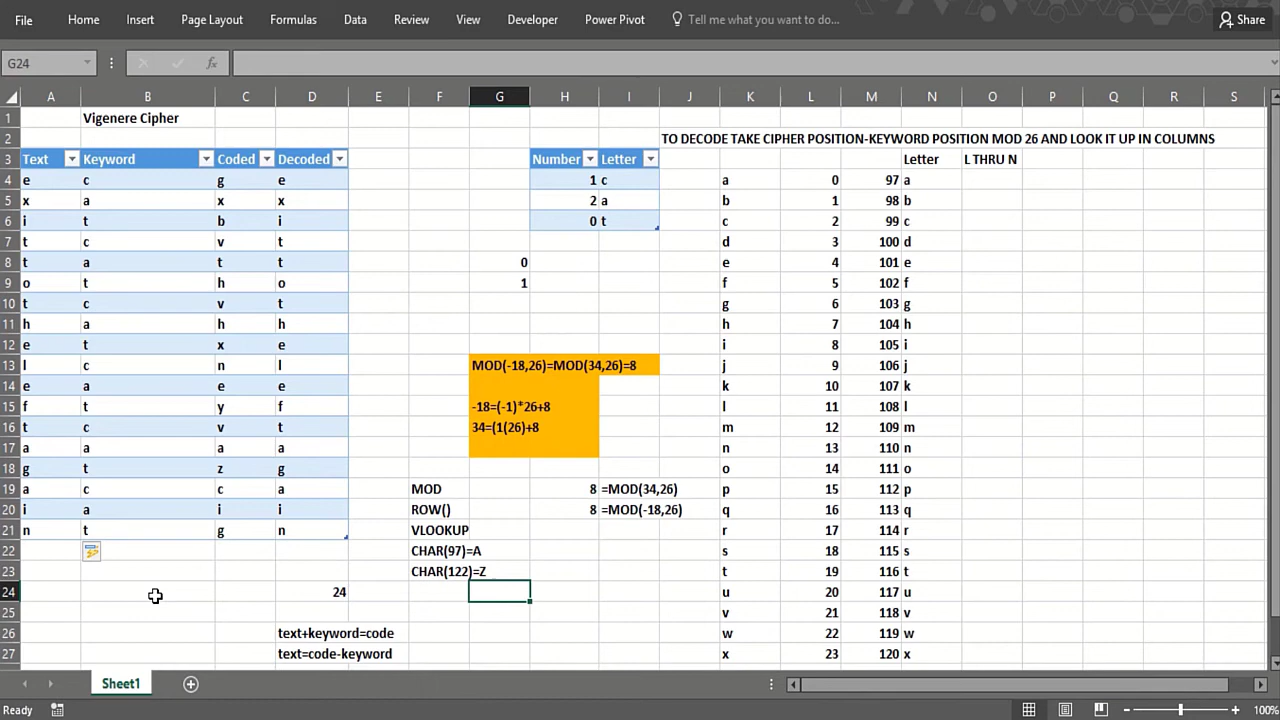 File Home Insert Page Layout Formulas Data Review View Developer Power Pivot Tell me what you want to do... Share
G24 fx
A B C D E F G H I J K L M N O P Q R S
1 Vigenere Cipher
2 TO DECODE TAKE CIPHER POSITION-KEYWORD POSITION MOD 26 AND LOOK IT UP IN COLUMNS
3 Text Keyword Coded Decoded Number Letter Letter L THRU N
4 e c g e 1 c a 0 97 a
5 x a x x 2 a b 1 98 b
6 i t b i 0 t c 2 99 c
7 t c v t d 3 100 d
8 t a t t 0 e 4 101 e
9 o t h o 1 f 5 102 f
10 t c v t g 6 103 g
11 h a h h h 7 104 h
12 e t x e i 8 105 i
13 l c n l MOD(-18,26)=MOD(34,26)=8 j 9 106 j
14 e a e e k 10 107 k
15 f t y f -18=(-1)*26+8 l 11 108 l
16 t c v t 34=(1(26)+8 m 12 109 m
17 a a a a n 13 110 n
18 g t z g o 14 111 o
19 a c c a MOD 8 =MOD(34,26) p 15 112 p
20 i a i i ROW() 8 =MOD(-18,26) q 16 113 q
21 n t g n VLOOKUP r 17 114 r
22 CHAR(97)=A s 18 115 s
23 CHAR(122)=Z t 19 116 t
24 24 u 20 117 u
25 v 21 118 v
26 text+keyword=code w 22 119 w
27 text=code-keyword x 23 120 x
Sheet1
Ready 100%